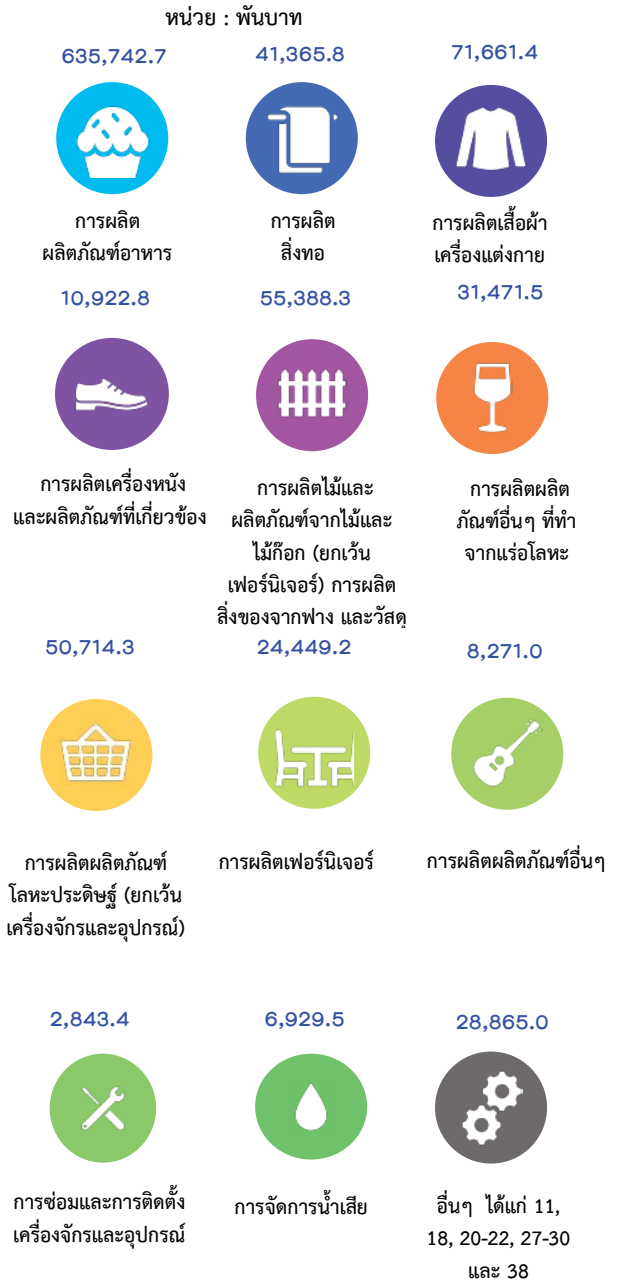 หน่วย : พันบาท
635,742.7
การผลิต
ผลิตภัณฑ์อาหาร
41,365.8
การผลิต
สิ่งทอ
71,661.4
การผลิตเสื้อผ้า
เครื่องแต่งกาย
10,922.8
การผลิตเครื่องหนัง
และผลิตภัณฑ์ที่เกี่ยวข้อง
55,388.3
การผลิตไม้และ
ผลิตภัณฑ์จากไม้และ
ไม้ก๊อก (ยกเว้น
เฟอร์นิเจอร์) การผลิต
สิ่งของจากฟาง และวัสดุ
31,471.5
การผลิตผลิต
ภัณฑ์อื่นๆ ที่ทำ
จากแร่อโลหะ
50,714.3
การผลิตผลิตภัณฑ์
โลหะประดิษฐ์ (ยกเว้น
เครื่องจักรและอุปกรณ์)
24,449.2
การผลิตเฟอร์นิเจอร์
8,271.0
การผลิตผลิตภัณฑ์อื่นๆ
2,843.4
การซ่อมและการติดตั้ง
เครื่องจักรและอุปกรณ์
6,929.5
การจัดการน้ำเสีย
28,865.0
อื่นๆ ได้แก่ 11,
18, 20-22, 27-30
และ 38